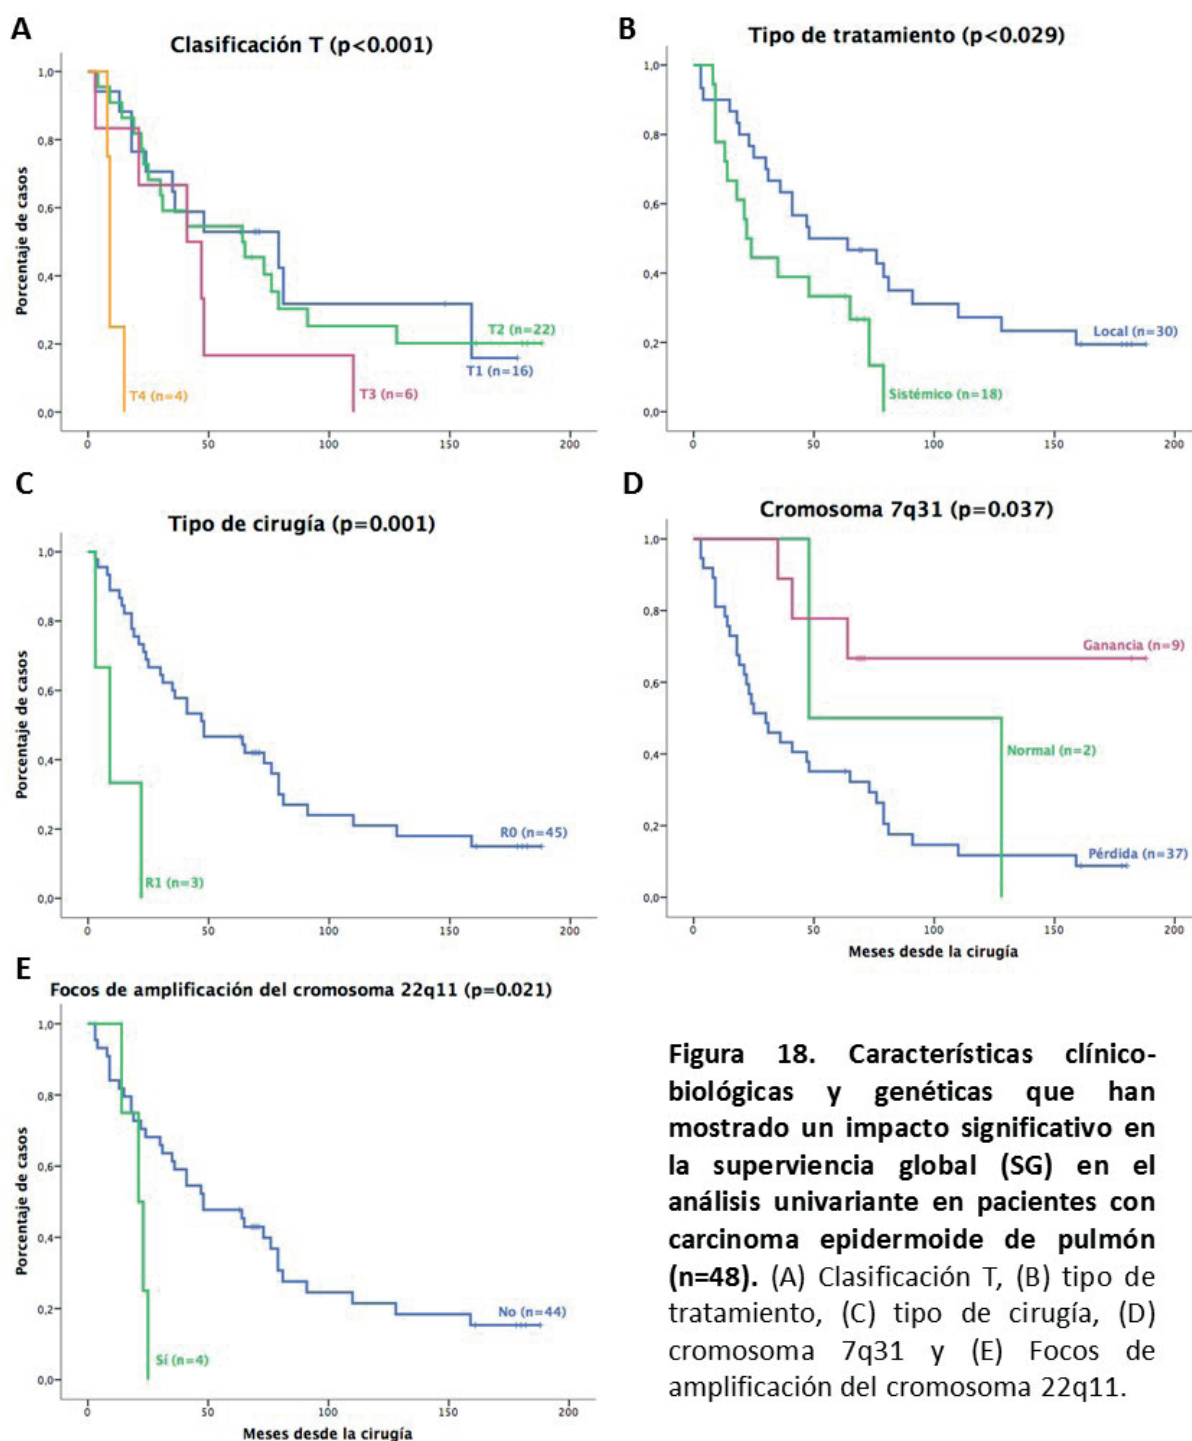 A
Clasificación T (p<0.001)
Porcentaje de casos
1,0
0,8
0,6
0,4
0,2
0,0
T2 (n=22)
T1 (n=16)
T4 (n=4)
T3 (n=6)
0
50
100
150
200
B
Tipo de tratamiento (p<0.029)
Porcentaje de casos
1,0
0,8
0,6
0,4
0,2
0,0
Local (n=30)
Sistémico (n=18)
0
50
100
150
200
C
Tipo de cirugía (p=0.001)
Porcentaje de casos
1,0
0,8
0,6
0,4
0,2
0,0
R0 (n=45)
R1 (n=3)
0
50
100
150
200
D
Cromosoma 7q31 (p=0.037)
Porcentaje de casos
1,0
0,8
0,6
0,4
0,2
0,0
Ganancia (n=9)
Normal (n=2)
Pérdida (n=37)
0
50
100
150
200
Meses desde la cirugía
E
Focos de amplificación del cromosoma 22q11 (p=0.021)
Porcentaje de casos
1,0
0,8
0,6
0,4
0,2
0,0
No (n=44)
Sí (n=4)
0
50
100
150
200
Meses desde la cirugía
Figura 18. Características clínico-
biológicas y genéticas que han
mostrado un impacto significativo en
la superviencia global (SG) en el
análisis univariante en pacientes con
carcinoma epidermoide de pulmón
(n=48). (A) Clasificación T, (B) tipo de
tratamiento, (C) tipo de cirugía, (D)
cromosoma 7q31 y (E) Focos de
amplificación del cromosoma 22q11.